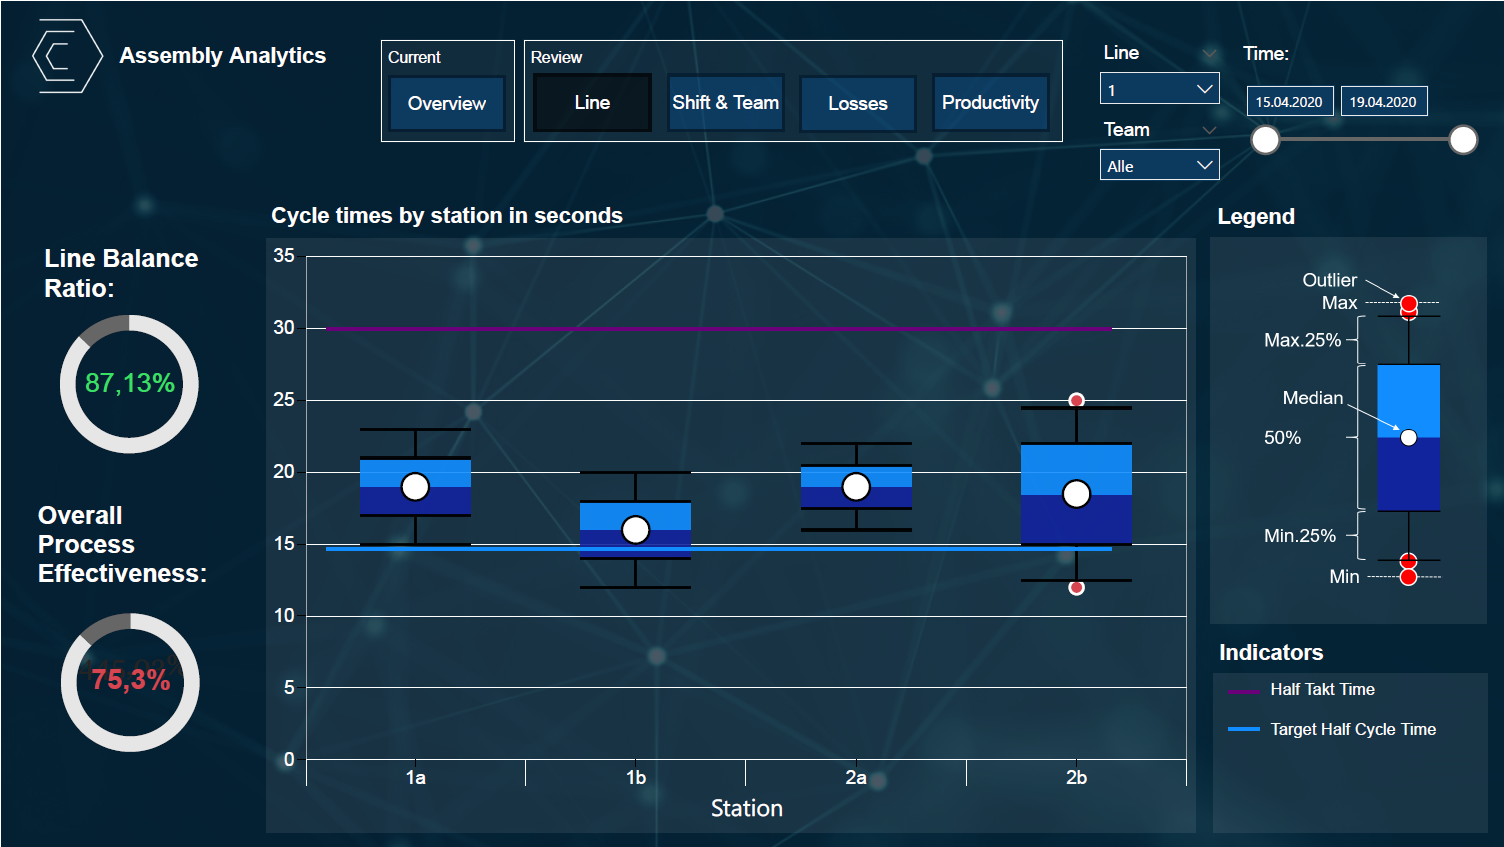 Assembly Analytics
Current
Overview
Review
Line
Shift & Team
Losses
Productivity
Line
1
Team
Alle
Time:
15.04.2020
19.04.2020
Line Balance
Ratio:
87,13%
Overall
Process
Effectiveness:
75,3%
Cycle times by station in seconds
35
30
25
20
15
10
5
0
1a
1b
2a
2b
Station
Legend
Outlier
Max
Max.25%
Median
50%
Min.25%
Min
Indicators
Half Takt Time
Target Half Cycle Time